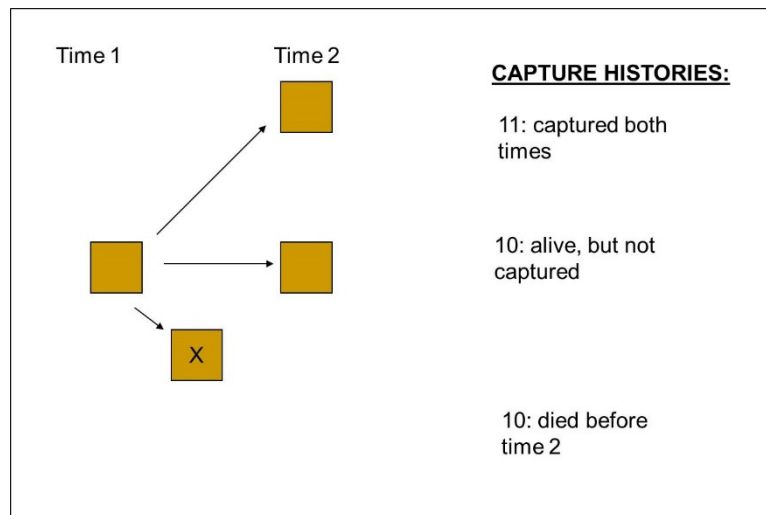 Time 1
Time 2
CAPTURE HISTORIES:
11: captured both
times
10: alive, but not
captured
X
10: died before
time 2